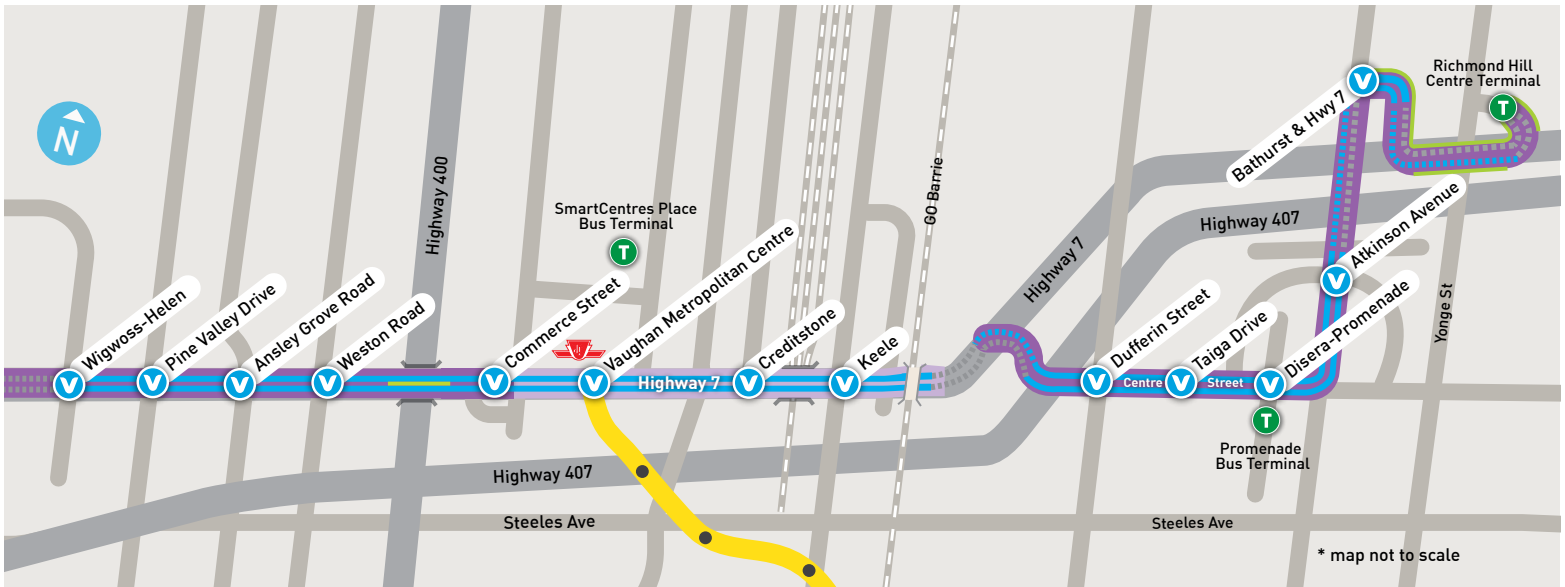 N
Wigwoss-Helen
Pine Valley Drive
Ansley Grove Road
Weston Road
Highway 400
SmartCentres Place
Bus Terminal
T
Commerce Street
Vaughan Metropolitan Centre
Creditstone
Keele
Highway 7
GO Barrie
Highway 7
Highway 407
Dufferin Street
Taiga Drive
Disera-Promenade
Centre Street
T
Promenade
Bus Terminal
Atkinson Avenue
Bathurst & Hwy 7
Richmond Hill
Centre Terminal
T
Yonge St
Highway 407
Steeles Ave
Steeles Ave
* map not to scale